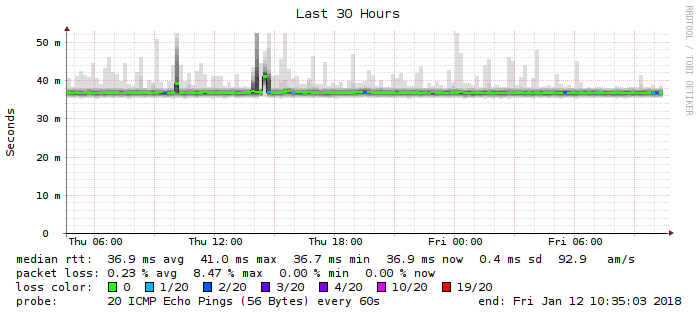 Last 30 Hours
RRDTOOL / TOBI OETIKER
Seconds
50 m
40 m
30 m
20 m
10 m
0
Thu 06:00 Thu 12:00 Thu 18:00 Fri 00:00 Fri 06:00
median rtt: 36.9 ms avg 41.0 ms max 36.7 ms min 36.9 ms now 0.4 ms sd 92.9 am/s
packet loss: 0.23 % avg 8.47 % max 0.00 % min 0.00 % now
loss color: 0 1/20 2/20 3/20 4/20 10/20 19/20
probe: 20 ICMP Echo Pings (56 Bytes) every 60s end: Fri Jan 12 10:35:03 2018